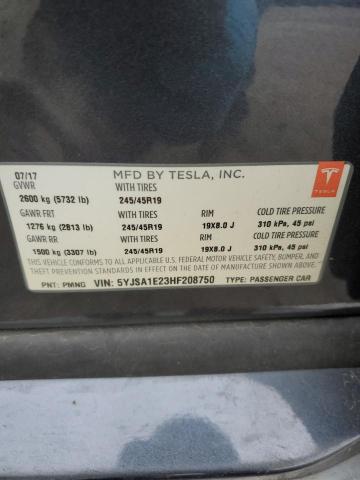 07/17 MFD BY TESLA, INC.
GVWR WITH TIRES
2600 kg (5732 lb) 245/45R19
GAWR FRT WITH TIRES RIM COLD TIRE PRESSURE
1276 kg (2813 lb) 245/45R19 19X8.0 J 310 kPa, 45 psi
GAWR RR WITH TIRES RIM COLD TIRE PRESSURE
1500 kg (3307 lb) 245/45R19 19X8.0 J 310 kPa, 45 psi
THIS VEHICLE CONFORMS TO ALL APPLICABLE U.S. FEDERAL MOTOR VEHICLE SAFETY, BUMPER, AND
THEFT PREVENTION STANDARDS IN EFFECT ON THE DATE OF MANUFACTURE SHOWN ABOVE.
PNT: PMNG VIN: 5YJSA1E23HF208750 TYPE: PASSENGER CAR
TESLA